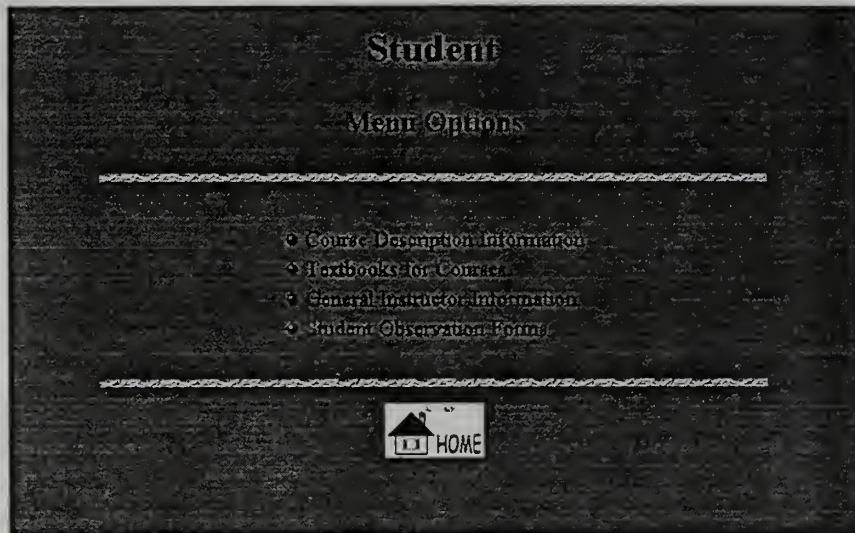 Student
Menu Options
Course Description Information
Textbooks for Courses
General Instructor Information
Student Observation Forms
HOME